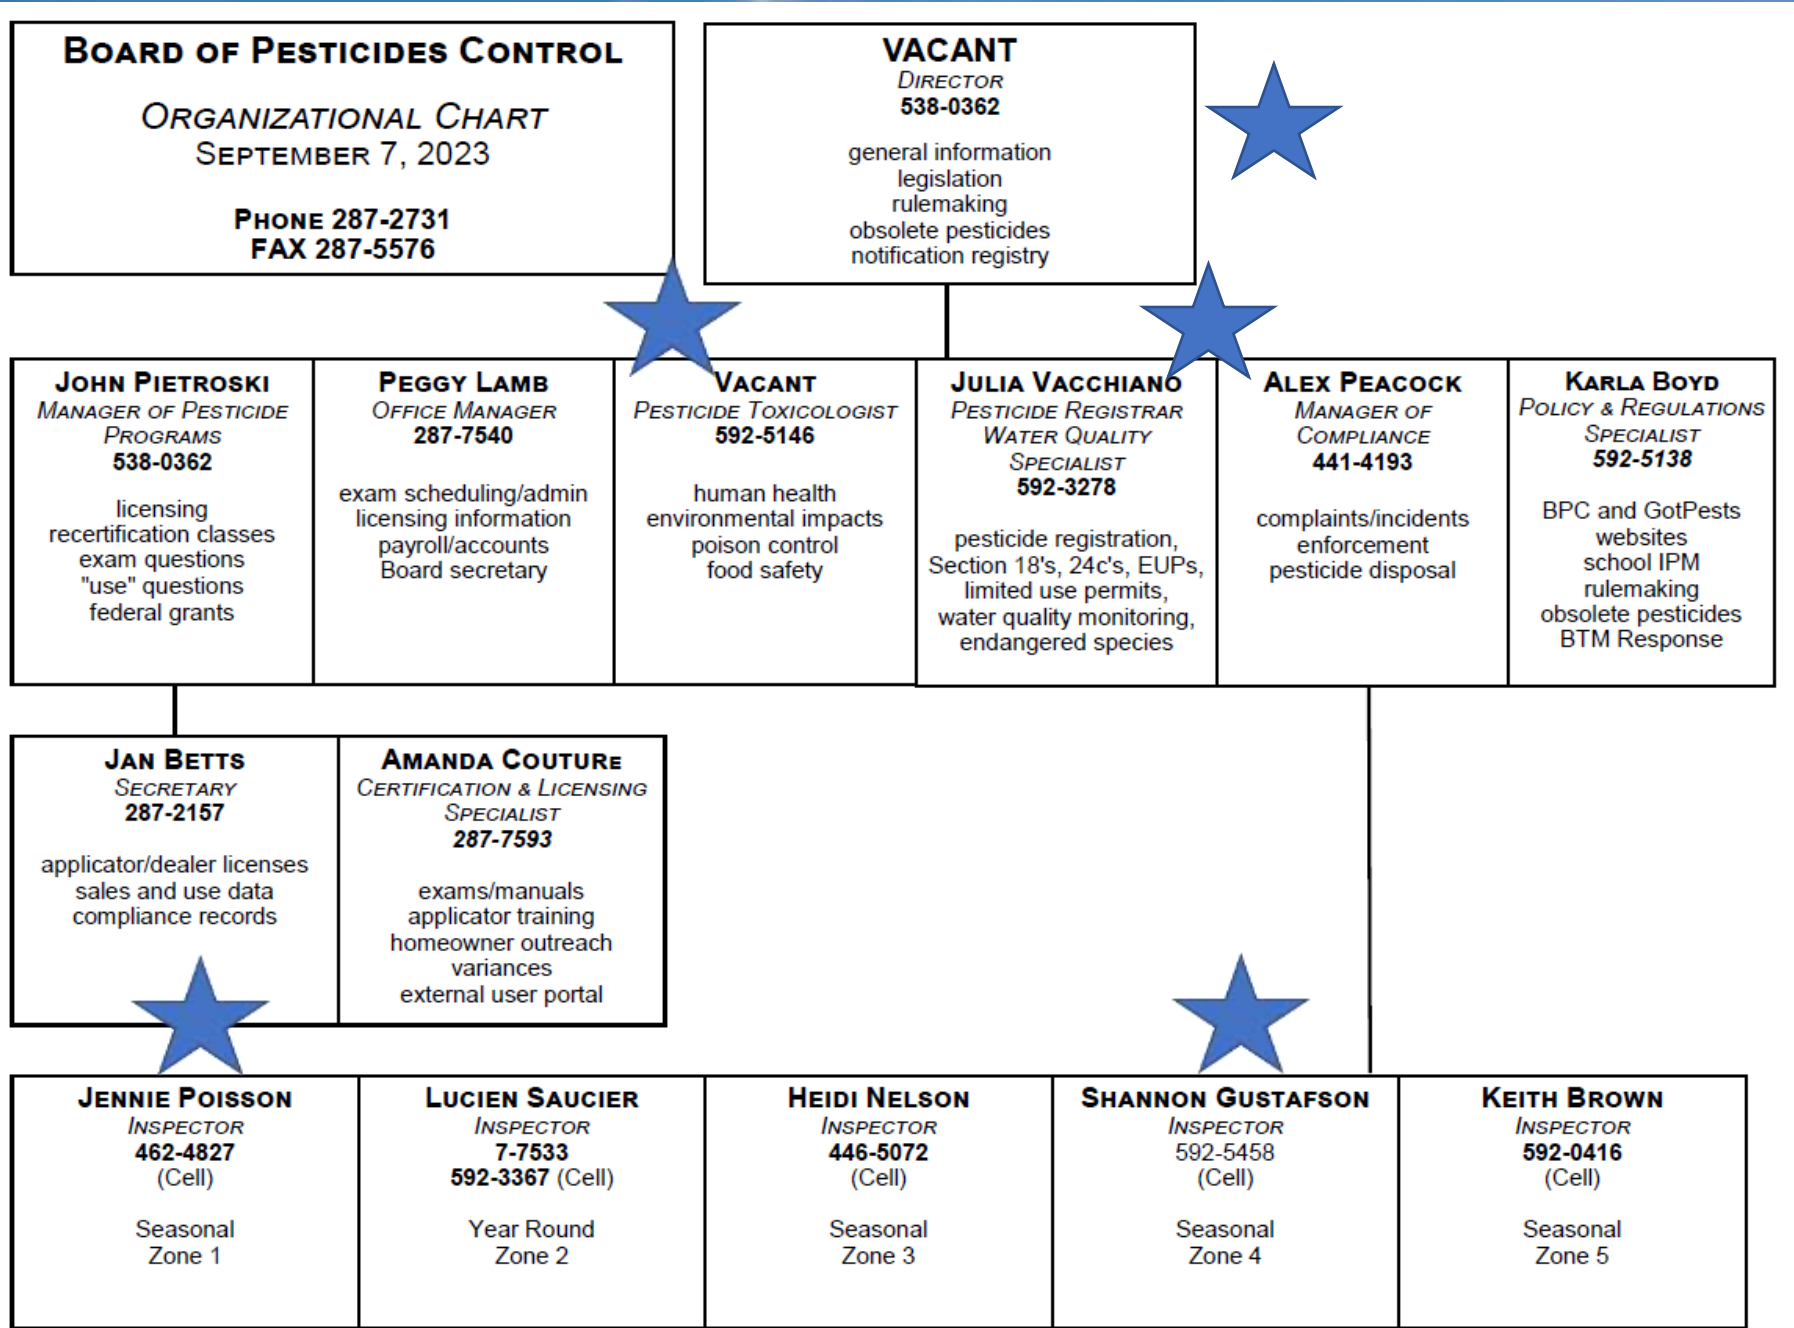 BOARD OF PESTICIDES CONTROL
ORGANIZATIONAL CHART
SEPTEMBER 7, 2023
PHONE 287-2731
FAX 287-5576
VACANT
DIRECTOR
538-0362
general information
legislation
rulemaking
obsolete pesticides
notification registry
JOHN PIETROSKI
MANAGER OF PESTICIDE
PROGRAMS
538-0362
licensing
recertification classes
exam questions
"use" questions
federal grants
PEGGY LAMB
OFFICE MANAGER
287-7540
exam scheduling/admin
licensing information
payroll/accounts
Board secretary
VACANT
PESTICIDE TOXICOLOGIST
592-5146
human health
environmental impacts
poison control
food safety
JULIA VACCHIANO
PESTICIDE REGISTRAR
WATER QUALITY
SPECIALIST
592-3278
pesticide registration,
Section 18's, 24c's, EUPs,
limited use permits,
water quality monitoring,
endangered species
ALEX PEACOCK
MANAGER OF
COMPLIANCE
441-4193
complaints/incidents
enforcement
pesticide disposal
KARLA BOYD
POLICY & REGULATIONS
SPECIALIST
592-5138
BPC and GotPests
websites
school IPM
rulemaking
obsolete pesticides
BTM Response
JAN BETTS
SECRETARY
287-2157
applicator/dealer licenses
sales and use data
compliance records
AMANDA COUTURE
CERTIFICATION & LICENSING
SPECIALIST
287-7593
exams/manuals
applicator training
homeowner outreach
variances
external user portal
JENNIE POISSON
INSPECTOR
462-4827
(Cell)
Seasonal
Zone 1
LUCIEN SAUCIER
INSPECTOR
7-7533
592-3367 (Cell)
Year Round
Zone 2
HEIDI NELSON
INSPECTOR
446-5072
(Cell)
Seasonal
Zone 3
SHANNON GUSTAFSON
INSPECTOR
592-5458
(Cell)
Seasonal
Zone 4
KEITH BROWN
INSPECTOR
592-0416
(Cell)
Seasonal
Zone 5